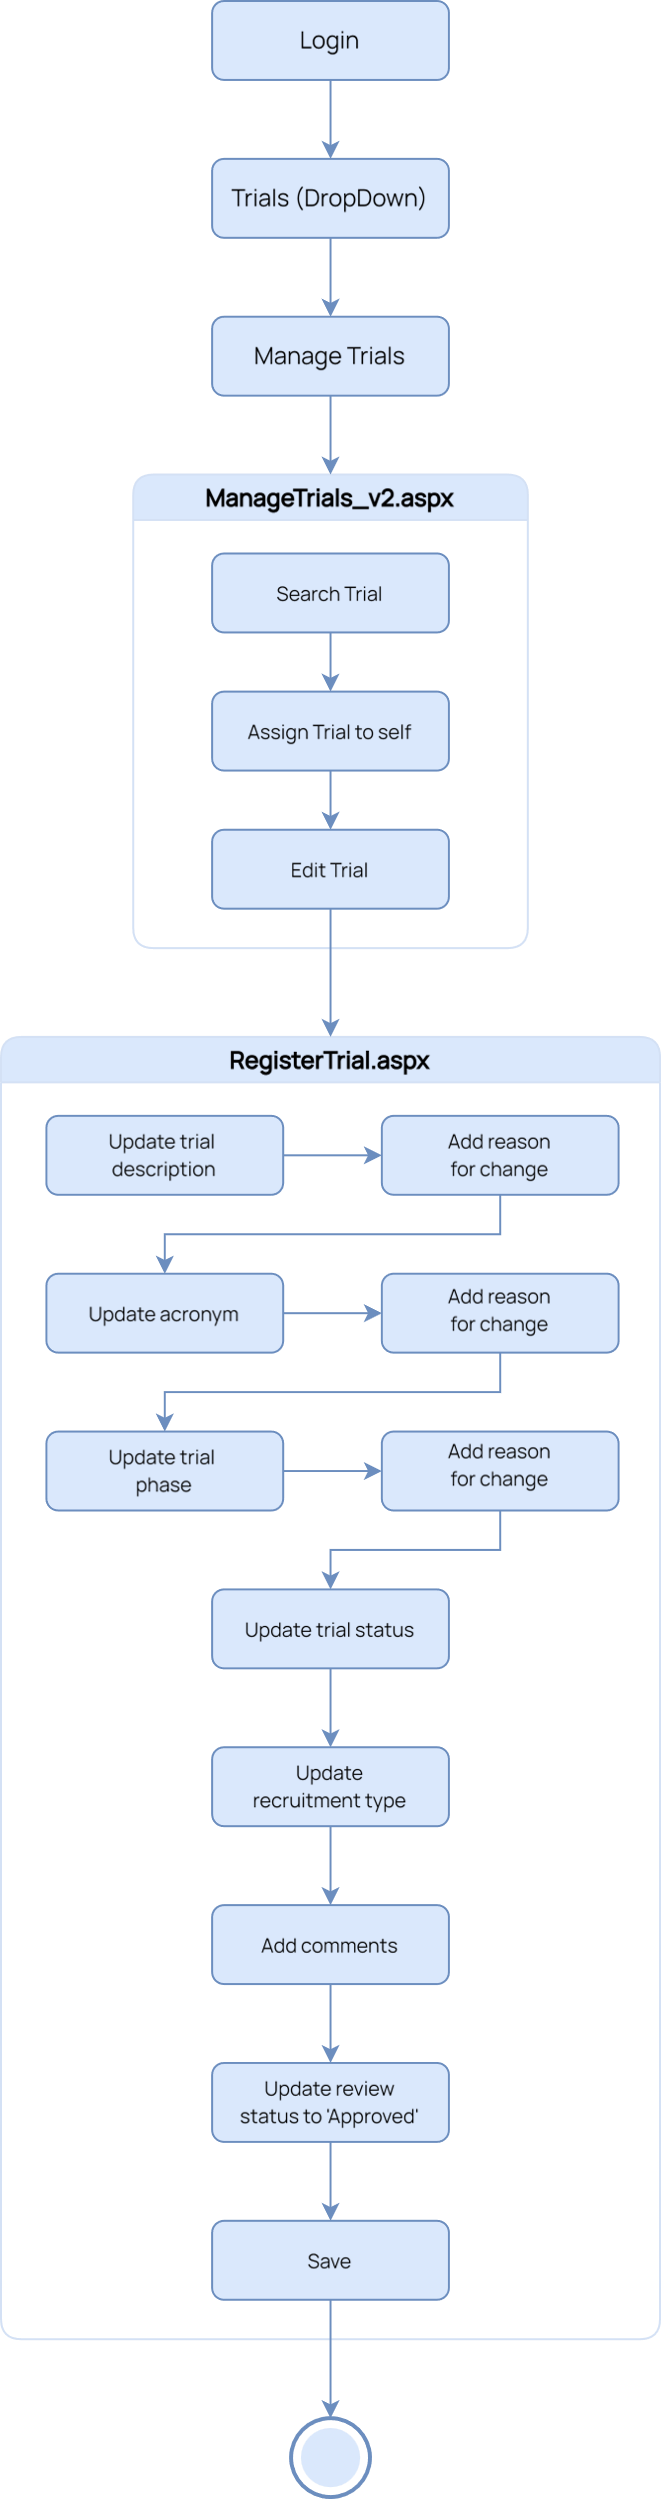 Login
Trials (DropDown)
Manage Trials
ManageTrials_v2.aspx
Search Trial
Assign Trial to self
Edit Trial
RegisterTrial.aspx
Update trial
description
Add reason
for change
Update acronym
Add reason
for change
Update trial
phase
Add reason
for change
Update trial status
Update
recruitment type
Add comments
Update review
status to 'Approved'
Save